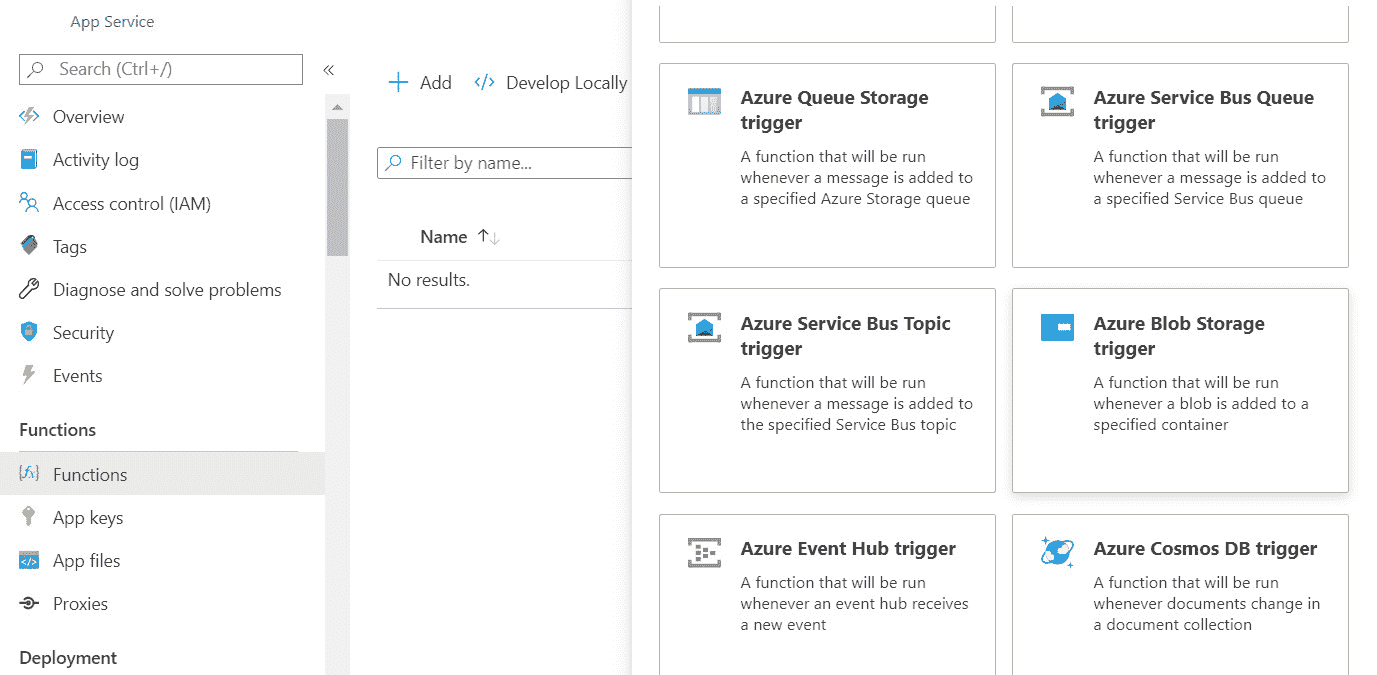 App Service
Search (Ctrl+/)
«
Overview
Activity log
Access control (IAM)
Tags
Diagnose and solve problems
Security
Events
Functions
Functions
App keys
App files
Proxies
Deployment
Add
Develop Locally
Filter by name...
Name
No results.
Azure Queue Storage
trigger
A function that will be run
whenever a message is added to
a specified Azure Storage queue
Azure Service Bus Queue
trigger
A function that will be run
whenever a message is added to
a specified Service Bus queue
Azure Service Bus Topic
trigger
A function that will be run
whenever a message is added to
the specified Service Bus topic
Azure Blob Storage
trigger
A function that will be run
whenever a blob is added to a
specified container
Azure Event Hub trigger
A function that will be run
whenever an event hub receives
a new event
Azure Cosmos DB trigger
A function that will be run
whenever documents change in
a document collection